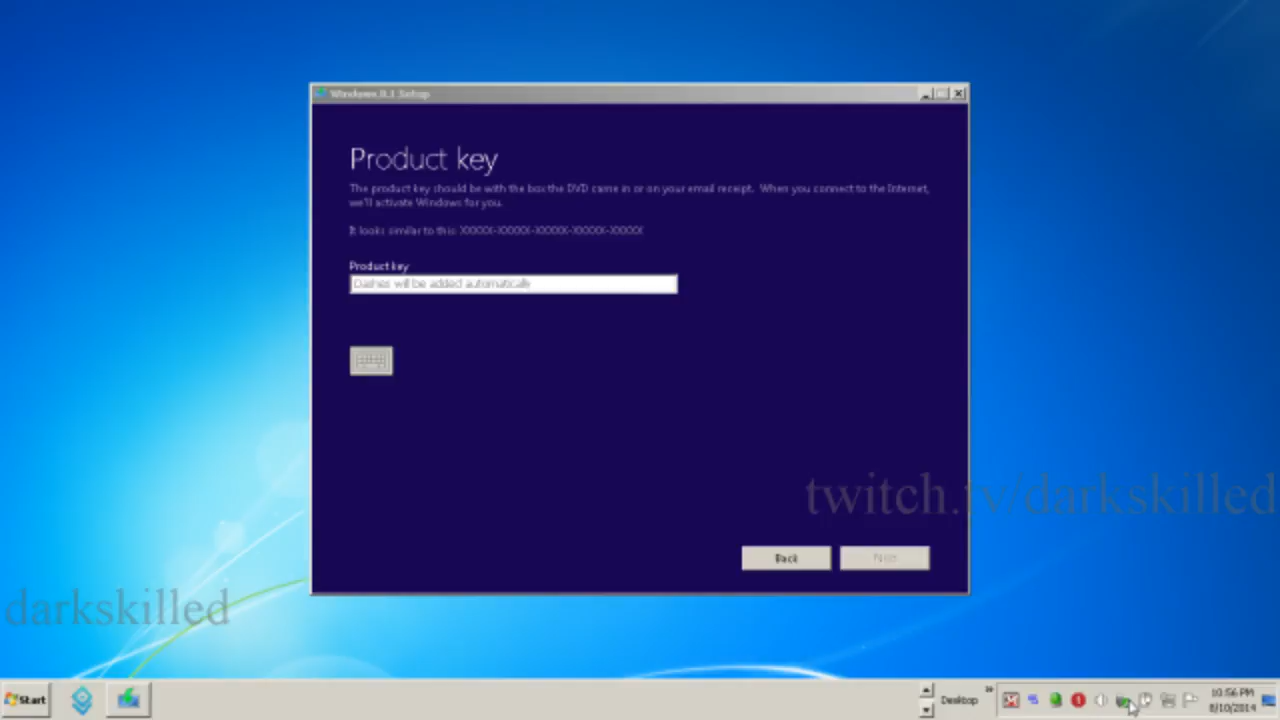 Windows 8.1 Setup
Product key
The product key should be with the box the DVD came in or on your email receipt. When you connect to the Internet,
we'll activate Windows for you.
It looks similar to this: XXXXX-XXXXX-XXXXX-XXXXX-XXXXX
Product key
Dashes will be added automatically
twitch.tv/darkskilled
Back
Next
darkskilled
Start
Desktop
10:56 PM
8/10/2014